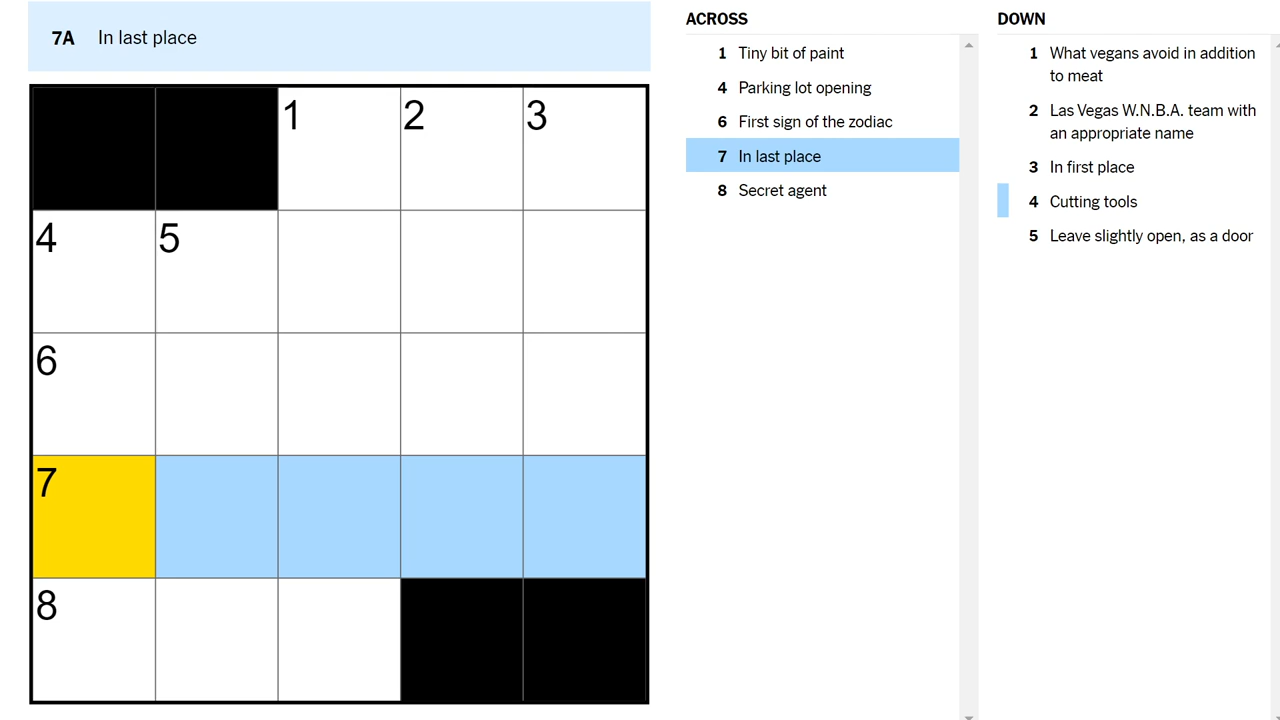 7A In last place
1 2 3
4 5
6
7
8
ACROSS
1 Tiny bit of paint
4 Parking lot opening
6 First sign of the zodiac
7 In last place
8 Secret agent
DOWN
1 What vegans avoid in addition
to meat
2 Las Vegas W.N.B.A. team with
an appropriate name
3 In first place
4 Cutting tools
5 Leave slightly open, as a door